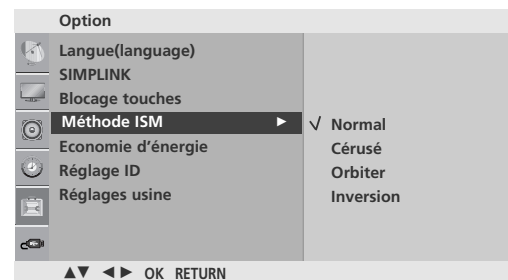 Option
Langue(language)
SIMPLINK
Blocage touches
Méthode ISM ►
Economie d'énergie
Réglage ID
Réglages usine
√ Normal
Cérusé
Orbiter
Inversion
▲▼ ◄► OK RETURN